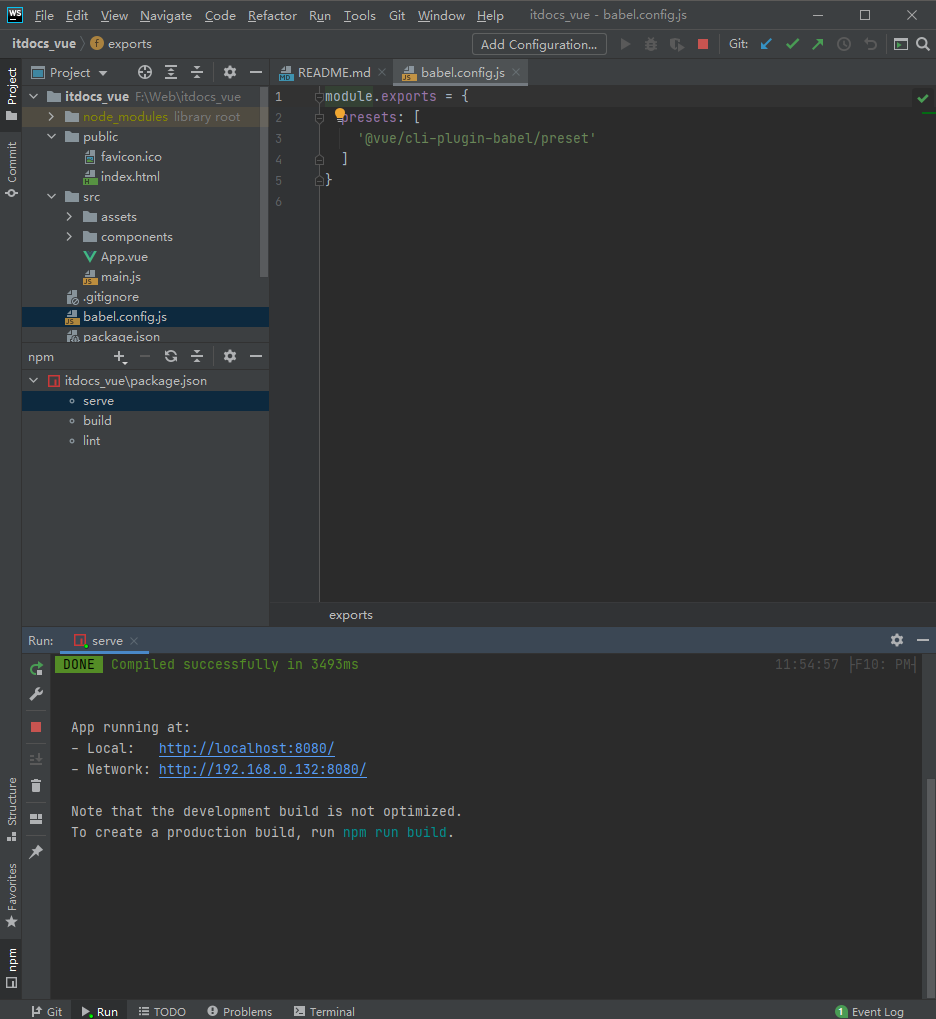 WS File Edit View Navigate Code Refactor Run Tools Git Window Help itdocs_vue - babel.config.js
itdocs_vue f exports Add Configuration... Git:
Project
Commit
Structure
Favorites
npm
Project
itdocs_vue F:\Web\itdocs_vue
node_modules library root
public
favicon.ico
index.html
src
assets
components
App.vue
main.js
.gitignore
babel.config.js
package.json
npm
itdocs_vue\package.json
serve
build
lint
README.md babel.config.js
1 module.exports = {
2 presets: [
3 '@vue/cli-plugin-babel/preset'
4 ]
5 }
6
exports
Run: serve
DONE Compiled successfully in 3493ms 11:54:57 ├F10: PM┤
App running at:
- Local: http://localhost:8080/
- Network: http://192.168.0.132:8080/
Note that the development build is not optimized.
To create a production build, run npm run build.
Git Run TODO Problems Terminal 1 Event Log